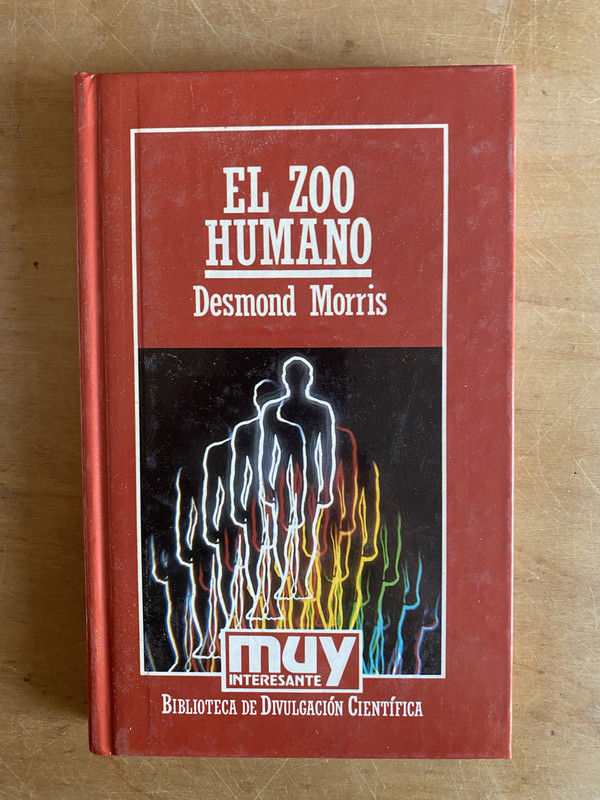 EL ZOO
HUMANO
Desmond Morris
muy
INTERESANTE
BIBLIOTECA DE DIVULGACIÓN CIENTÍFICA